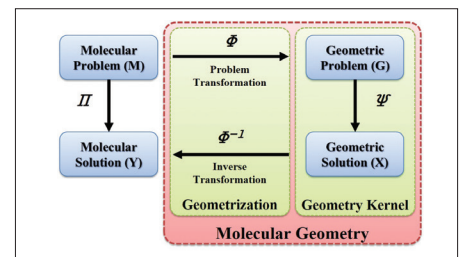 Molecular
Problem (M)
Φ
Problem
Transformation
Geometric
Problem (G)
Π
Ψ
Molecular
Solution (Y)
Φ⁻¹
Inverse
Transformation
Geometric
Solution (X)
Geometrization
Geometry Kernel
Molecular Geometry